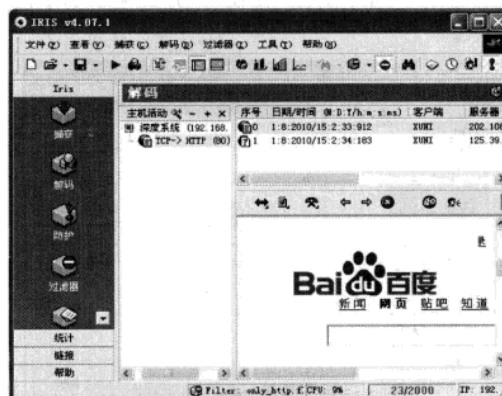 IRIS v4.07.1
文件(F) 查看(V) 捕获(C) 解码(D) 过滤器(I) 工具(T) 帮助(H)
Iris
捕获
解码
防护
过滤器
统计
链接
帮助
解码
主机活动
深度系统 (192.168.
TCP-> HTTP (80)
序号 日期/时间 (M:D:Y/h:m:s:ms) 客户端 服务器
0 1:8:2010/15:2:33:912 XUNI 202.108
1 1:8:2010/15:2:34:183 XUNI 125.39.
Bai du 百度
新闻 网页 贴吧 知道
Filter: only_http.f CPU: 9% 23/2000 IP: 192.